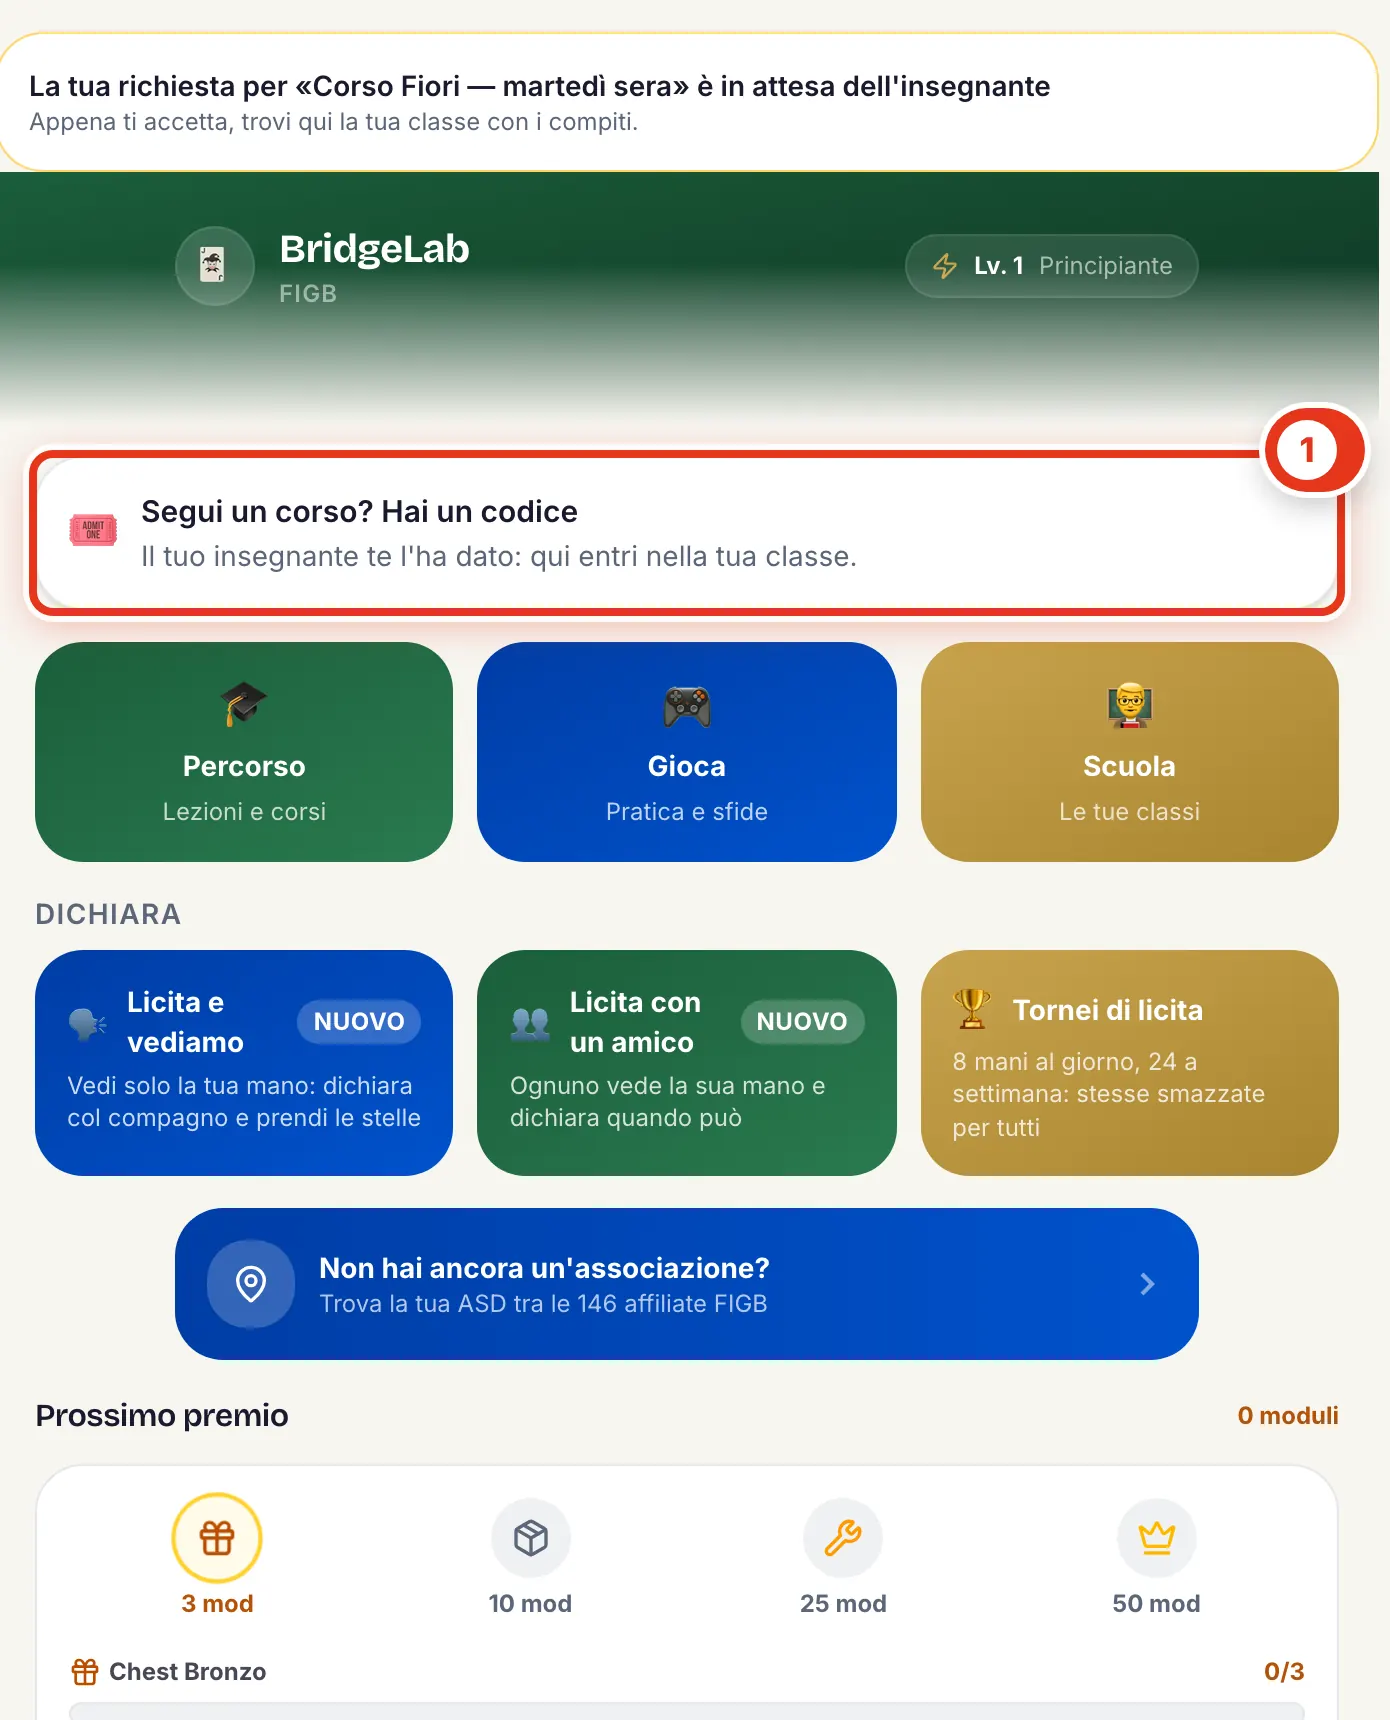 La tua richiesta per «Corso Fiori — martedì sera» è in attesa dell'insegnante
Appena ti accetta, trovi qui la tua classe con i compiti.
BridgeLab
FIGB
Lv. 1 Principiante
1
ADMIT
ONE
Segui un corso? Hai un codice
Il tuo insegnante te l'ha dato: qui entri nella tua classe.
Percorso
Lezioni e corsi
Gioca
Pratica e sfide
Scuola
Le tue classi
DICHIARA
Licita e
vediamo
NUOVO
Vedi solo la tua mano: dichiara
col compagno e prendi le stelle
Licita con
un amico
NUOVO
Ognuno vede la sua mano e
dichiara quando può
Tornei di licita
8 mani al giorno, 24 a
settimana: stesse smazzate
per tutti
Non hai ancora un'associazione?
Trova la tua ASD tra le 146 affiliate FIGB
Prossimo premio
0 moduli
3 mod
10 mod
25 mod
50 mod
Chest Bronzo
0/3